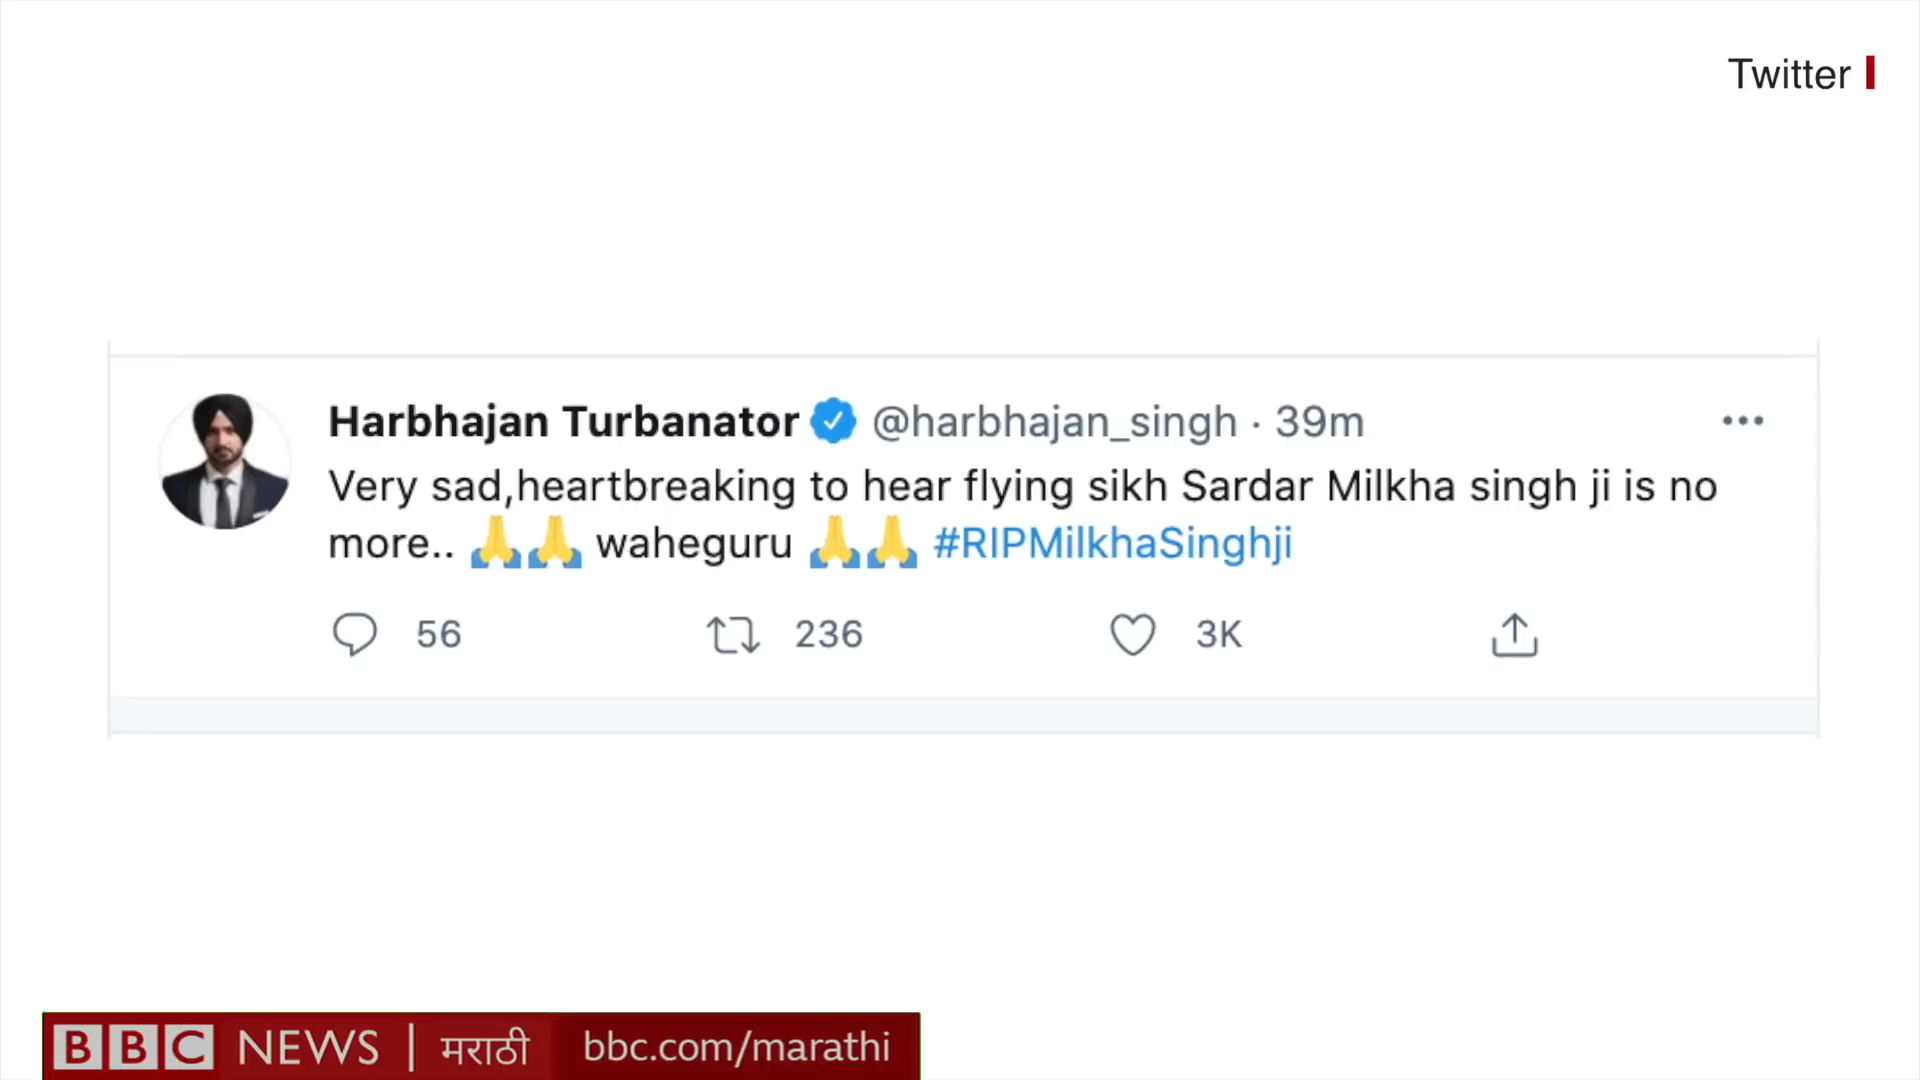 Twitter
Harbhajan Turbanator @harbhajan_singh · 39m
Very sad,heartbreaking to hear flying sikh Sardar Milkha singh ji is no
more.. 🙏🙏 waheguru 🙏🙏 #RIPMilkhaSinghji
56 236 3K
BBC NEWS | मराठी bbc.com/marathi